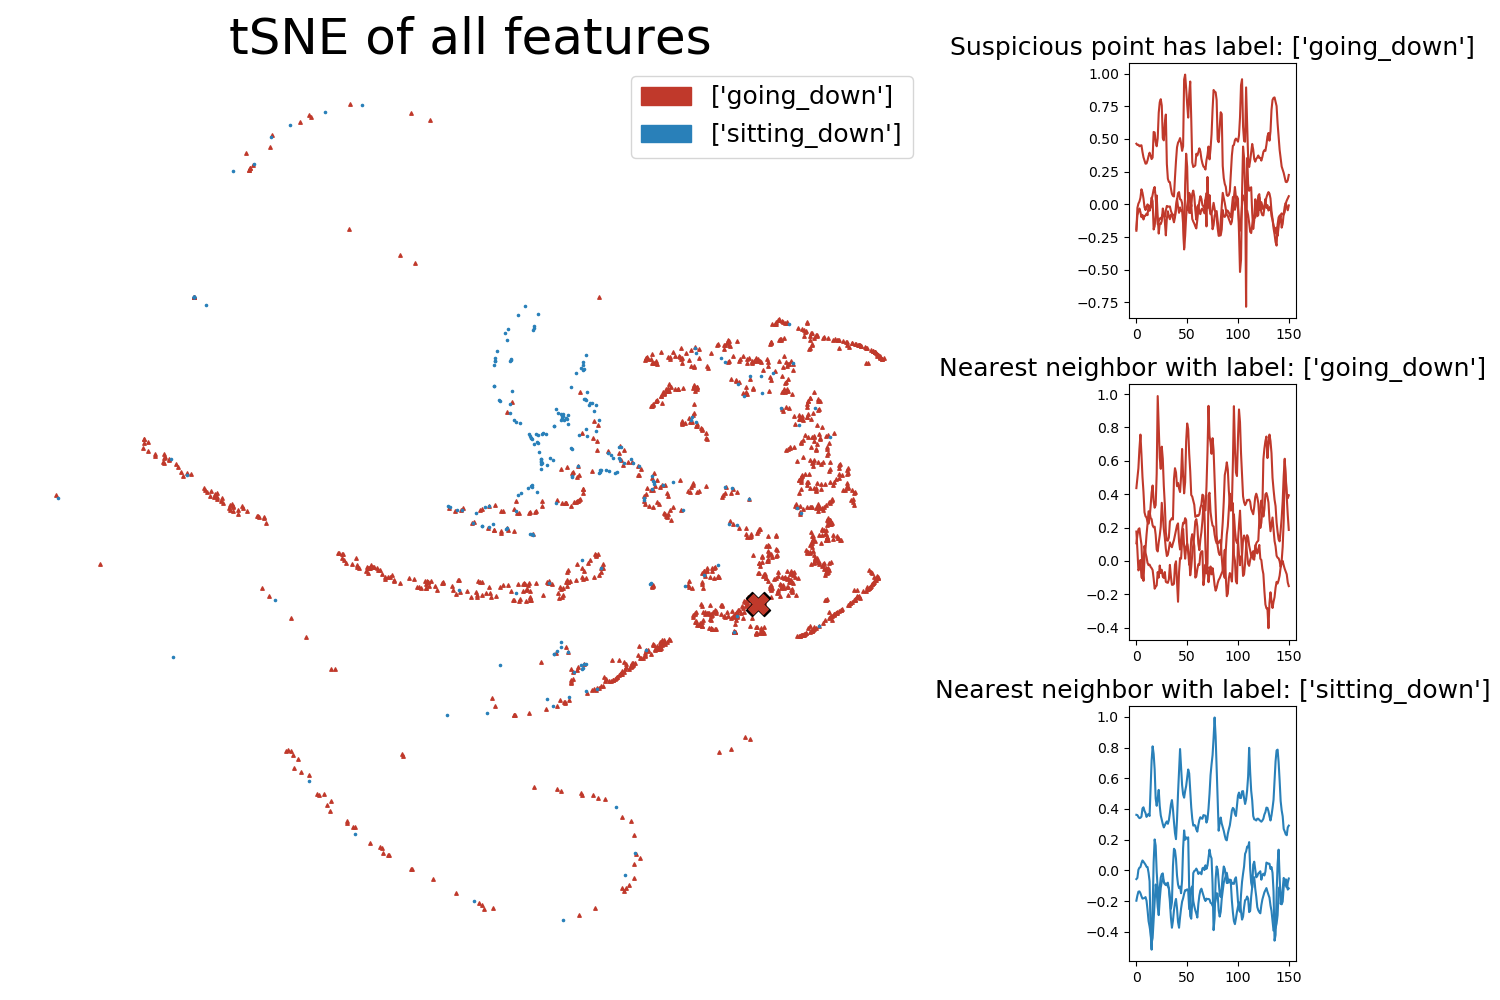 tSNE of all features
['going_down']
['sitting_down']
Suspicious point has label: ['going_down']
1.00
0.75
0.50
0.25
0.00
−0.25
−0.50
−0.75
0 50 100 150
Nearest neighbor with label: ['going_down']
1.0
0.8
0.6
0.4
0.2
0.0
−0.2
−0.4
0 50 100 150
Nearest neighbor with label: ['sitting_down']
1.0
0.8
0.6
0.4
0.2
0.0
−0.2
−0.4
0 50 100 150